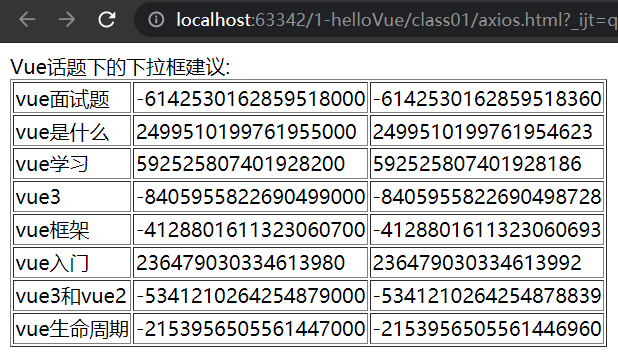 localhost:63342/1-helloVue/class01/axios.html?_ijt=q
Vue话题下的下拉框建议:
vue面试题 -6142530162859518000 -6142530162859518360
vue是什么 2499510199761955000 2499510199761954623
vue学习 592525807401928200 592525807401928186
vue3 -8405955822690499000 -8405955822690498728
vue框架 -4128801611323060700 -4128801611323060693
vue入门 236479030334613980 236479030334613992
vue3和vue2 -5341210264254879000 -5341210264254878839
vue生命周期 -2153956505561447000 -2153956505561446960